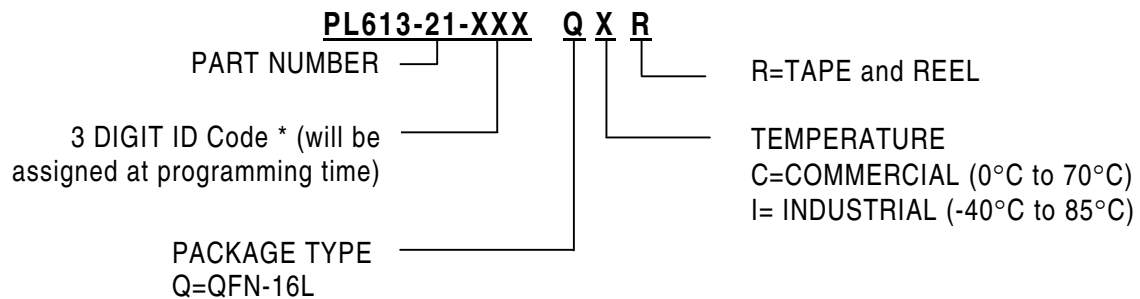 PL613-21-XXX Q X R
PART NUMBER
R=TAPE and REEL
3 DIGIT ID Code * (will be
assigned at programming time)
TEMPERATURE
C=COMMERCIAL (0°C to 70°C)
I= INDUSTRIAL (-40°C to 85°C)
PACKAGE TYPE
Q=QFN-16L